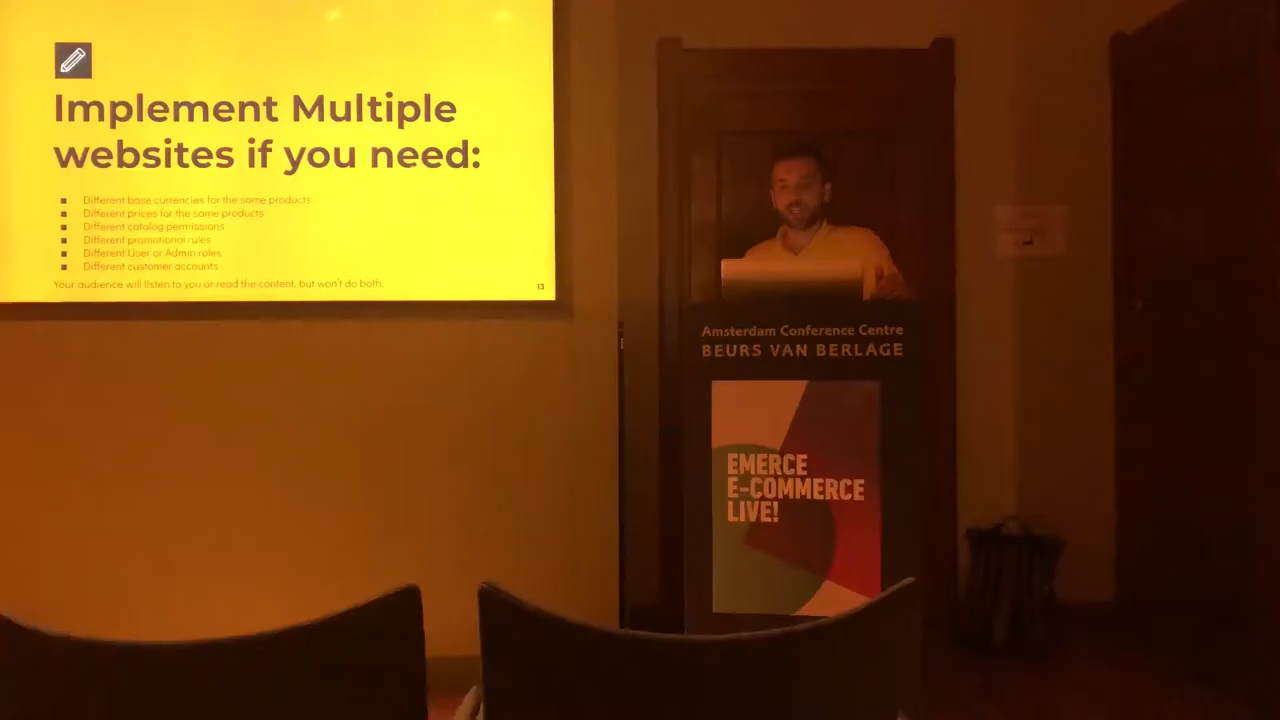 Implement Multiple
websites if you need:
Different base currencies for the same products
Different prices for the same products
Different catalog permissions
Different promotional rules
Different User or Admin roles
Different customer accounts
Your audience will listen to you or read the content, but won't do both.
13
Amsterdam Conference Centre
BEURS VAN BERLAGE
EMERCE
E-COMMERCE
LIVE!